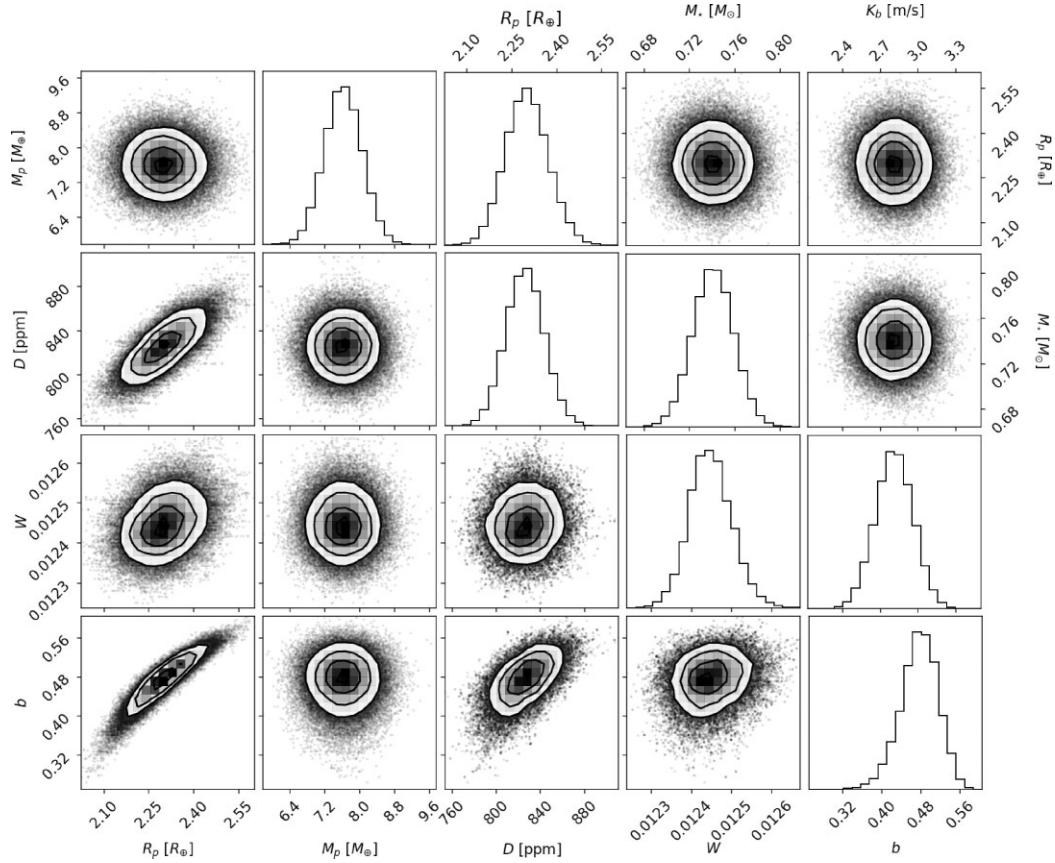 R_p [R_⊕]
M_⋆ [M_⊙]
K_b [m/s]
2.10 2.25 2.40 2.55
0.68 0.72 0.76 0.80
2.4 2.7 3.0 3.3
M_p [M_⊕]
9.6
8.8
8.0
7.2
6.4
2.55
2.40
2.25
2.10
R_p [R_⊕]
D [ppm]
880
840
800
760
0.80
0.76
0.72
0.68
M_⋆ [M_⊙]
W
0.0126
0.0125
0.0124
0.0123
b
0.56
0.48
0.40
0.32
2.10 2.25 2.40 2.55
6.4 7.2 8.0 8.8 9.6
760 800 840 880
0.0123 0.0124 0.0125 0.0126
0.32 0.40 0.48 0.56
R_p [R_⊕]
M_p [M_⊕]
D [ppm]
W
b